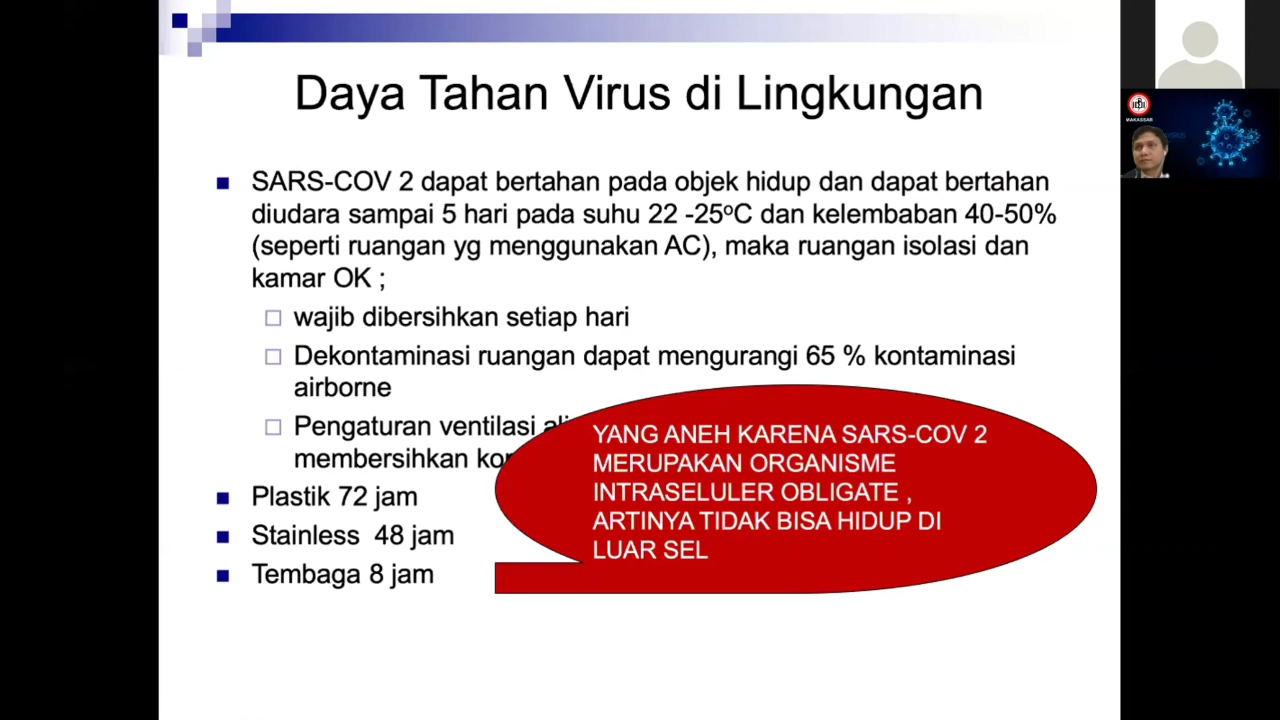 Daya Tahan Virus di Lingkungan
SARS-COV 2 dapat bertahan pada objek hidup dan dapat bertahan
diudara sampai 5 hari pada suhu 22 -25oC dan kelembaban 40-50%
(seperti ruangan yg menggunakan AC), maka ruangan isolasi dan
kamar OK ;
wajib dibersihkan setiap hari
Dekontaminasi ruangan dapat mengurangi 65 % kontaminasi
airborne
Pengaturan ventilasi
membersihkan
Plastik 72 jam
Stainless 48 jam
Tembaga 8 jam
YANG ANEH KARENA SARS-COV 2
MERUPAKAN ORGANISME
INTRASELULER OBLIGATE ,
ARTINYA TIDAK BISA HIDUP DI
LUAR SEL
MAKASSAR